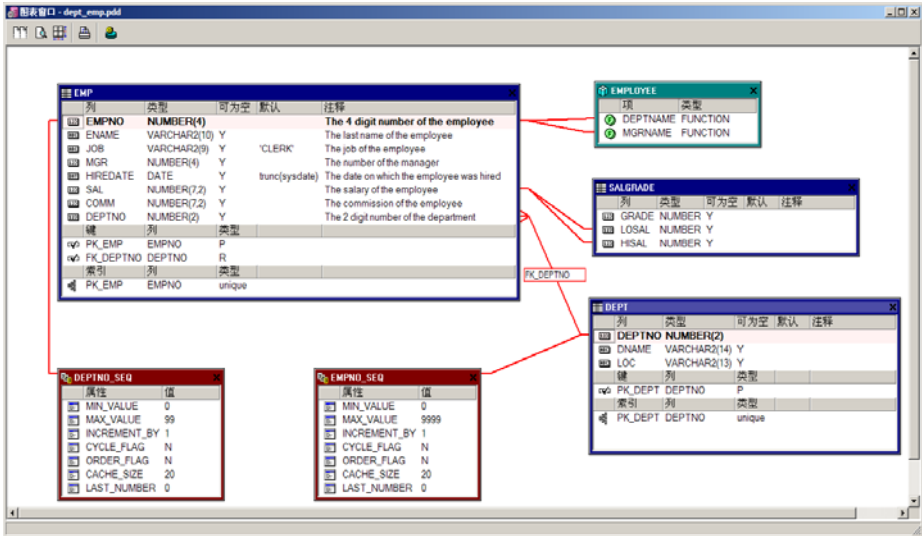 图表窗口 - dept_emp.pdd
EMP
列 类型 可为空 默认 注释
EMPNO NUMBER(4) The 4 digit number of the employee
ENAME VARCHAR2(10) Y The last name of the employee
JOB VARCHAR2(9) Y 'CLERK' The job of the employee
MGR NUMBER(4) Y The number of the manager
HIREDATE DATE Y trunc(sysdate) The date on which the employee was hired
SAL NUMBER(7,2) Y The salary of the employee
COMM NUMBER(7,2) Y The commission of the employee
DEPTNO NUMBER(2) Y The 2 digit number of the department
键 列 类型
PK_EMP EMPNO P
FK_DEPTNO DEPTNO R
索引 列 类型
PK_EMP EMPNO unique
EMPLOYEE
项 类型
DEPTNAME FUNCTION
MGRNAME FUNCTION
SALGRADE
列 类型 可为空 默认 注释
GRADE NUMBER Y
LOSAL NUMBER Y
HISAL NUMBER Y
FK_DEPTNO
DEPT
列 类型 可为空 默认 注释
DEPTNO NUMBER(2)
DNAME VARCHAR2(14) Y
LOC VARCHAR2(13) Y
键 列 类型
PK_DEPT DEPTNO P
索引 列 类型
PK_DEPT DEPTNO unique
DEPTNO_SEQ
属性 值
MIN_VALUE 0
MAX_VALUE 99
INCREMENT_BY 1
CYCLE_FLAG N
ORDER_FLAG N
CACHE_SIZE 20
LAST_NUMBER 0
EMPNO_SEQ
属性 值
MIN_VALUE 0
MAX_VALUE 9999
INCREMENT_BY 1
CYCLE_FLAG N
ORDER_FLAG N
CACHE_SIZE 20
LAST_NUMBER 0